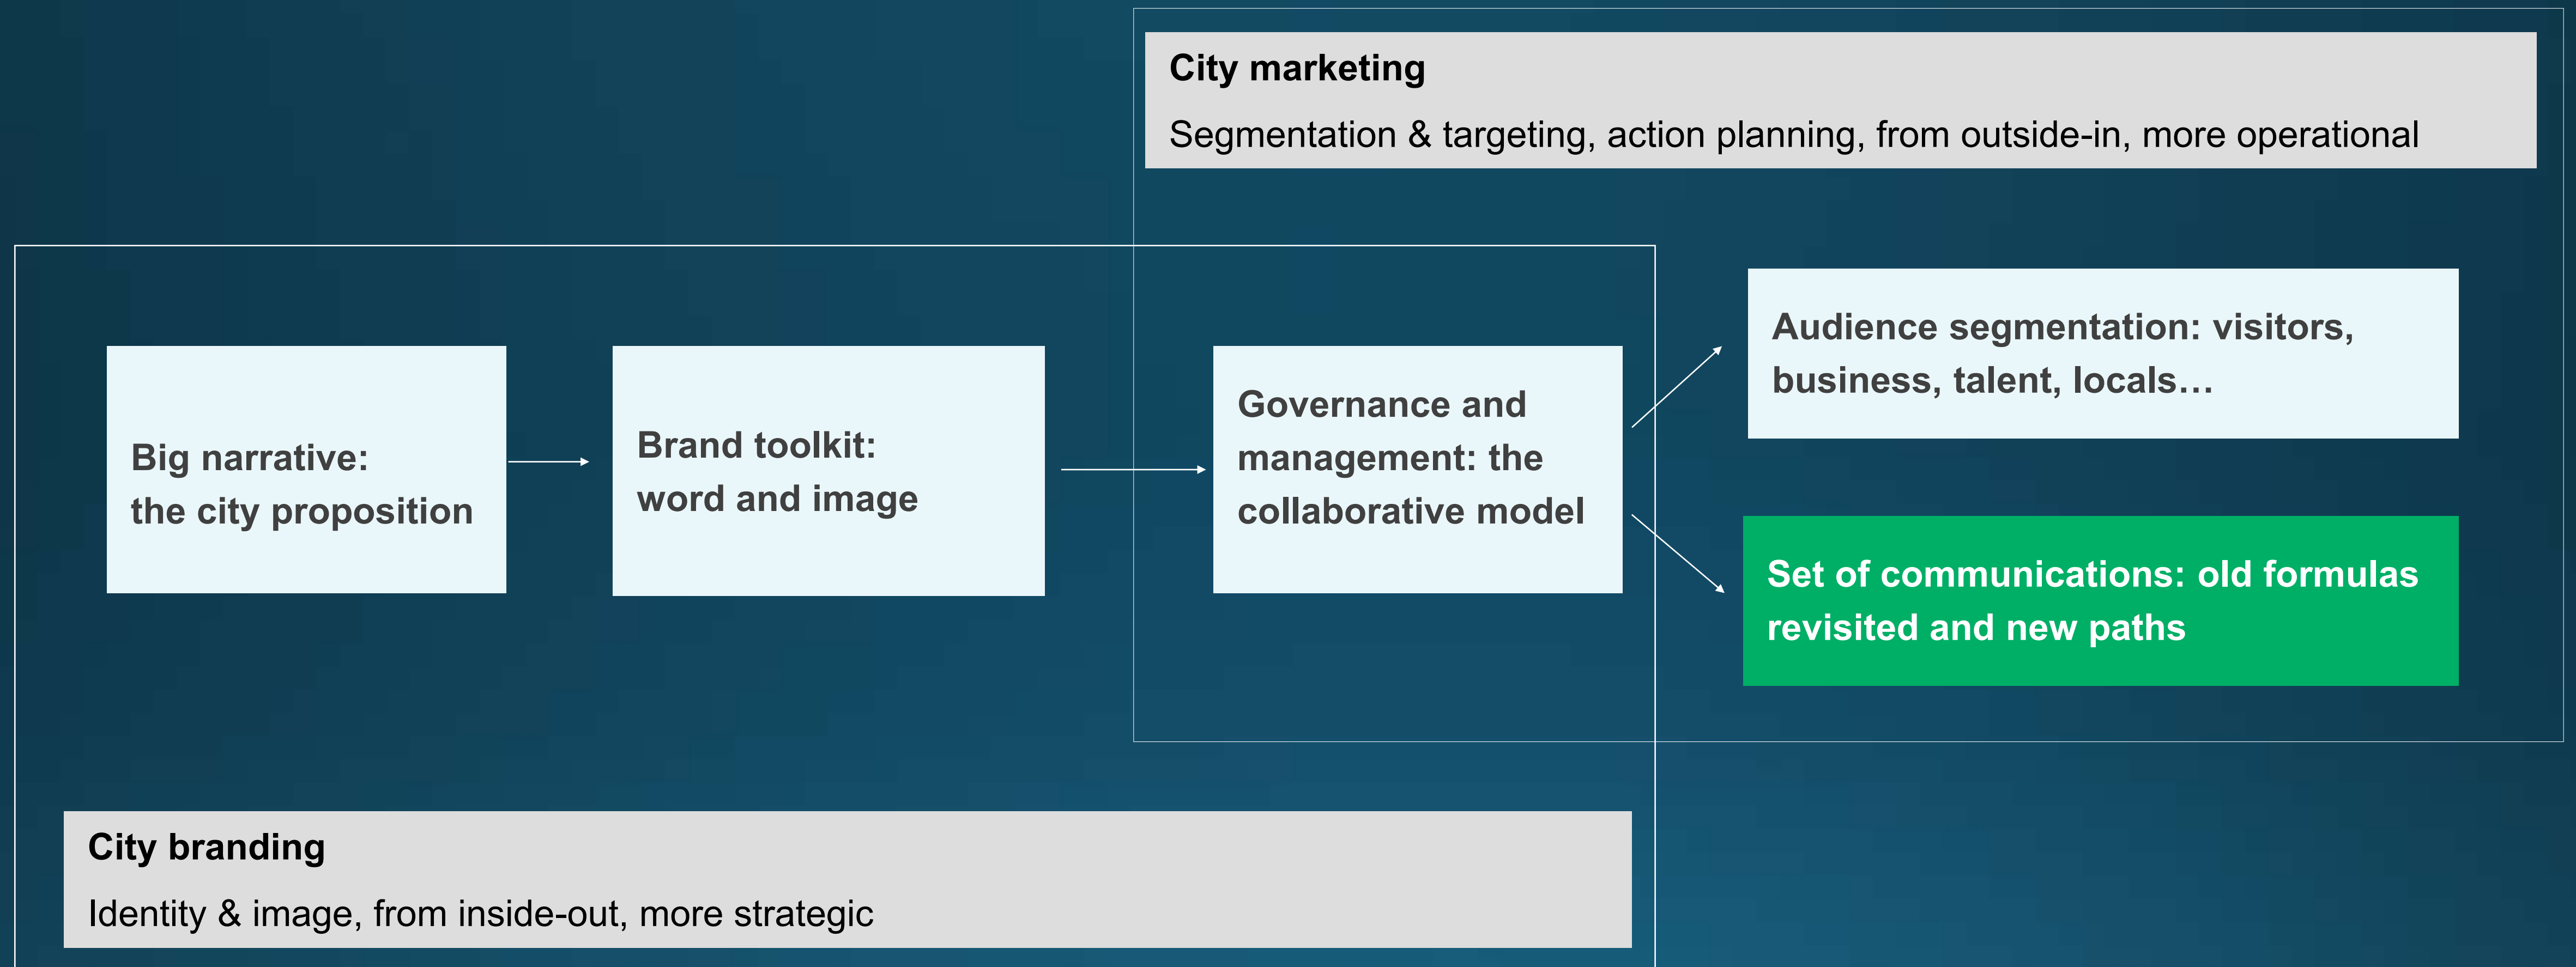 City marketing
Segmentation & targeting, action planning, from outside-in, more operational
Big narrative:
the city proposition
Brand toolkit:
word and image
Governance and
management: the
collaborative model
Audience segmentation: visitors,
business, talent, locals…
Set of communications: old formulas
revisited and new paths
City branding
Identity & image, from inside-out, more strategic